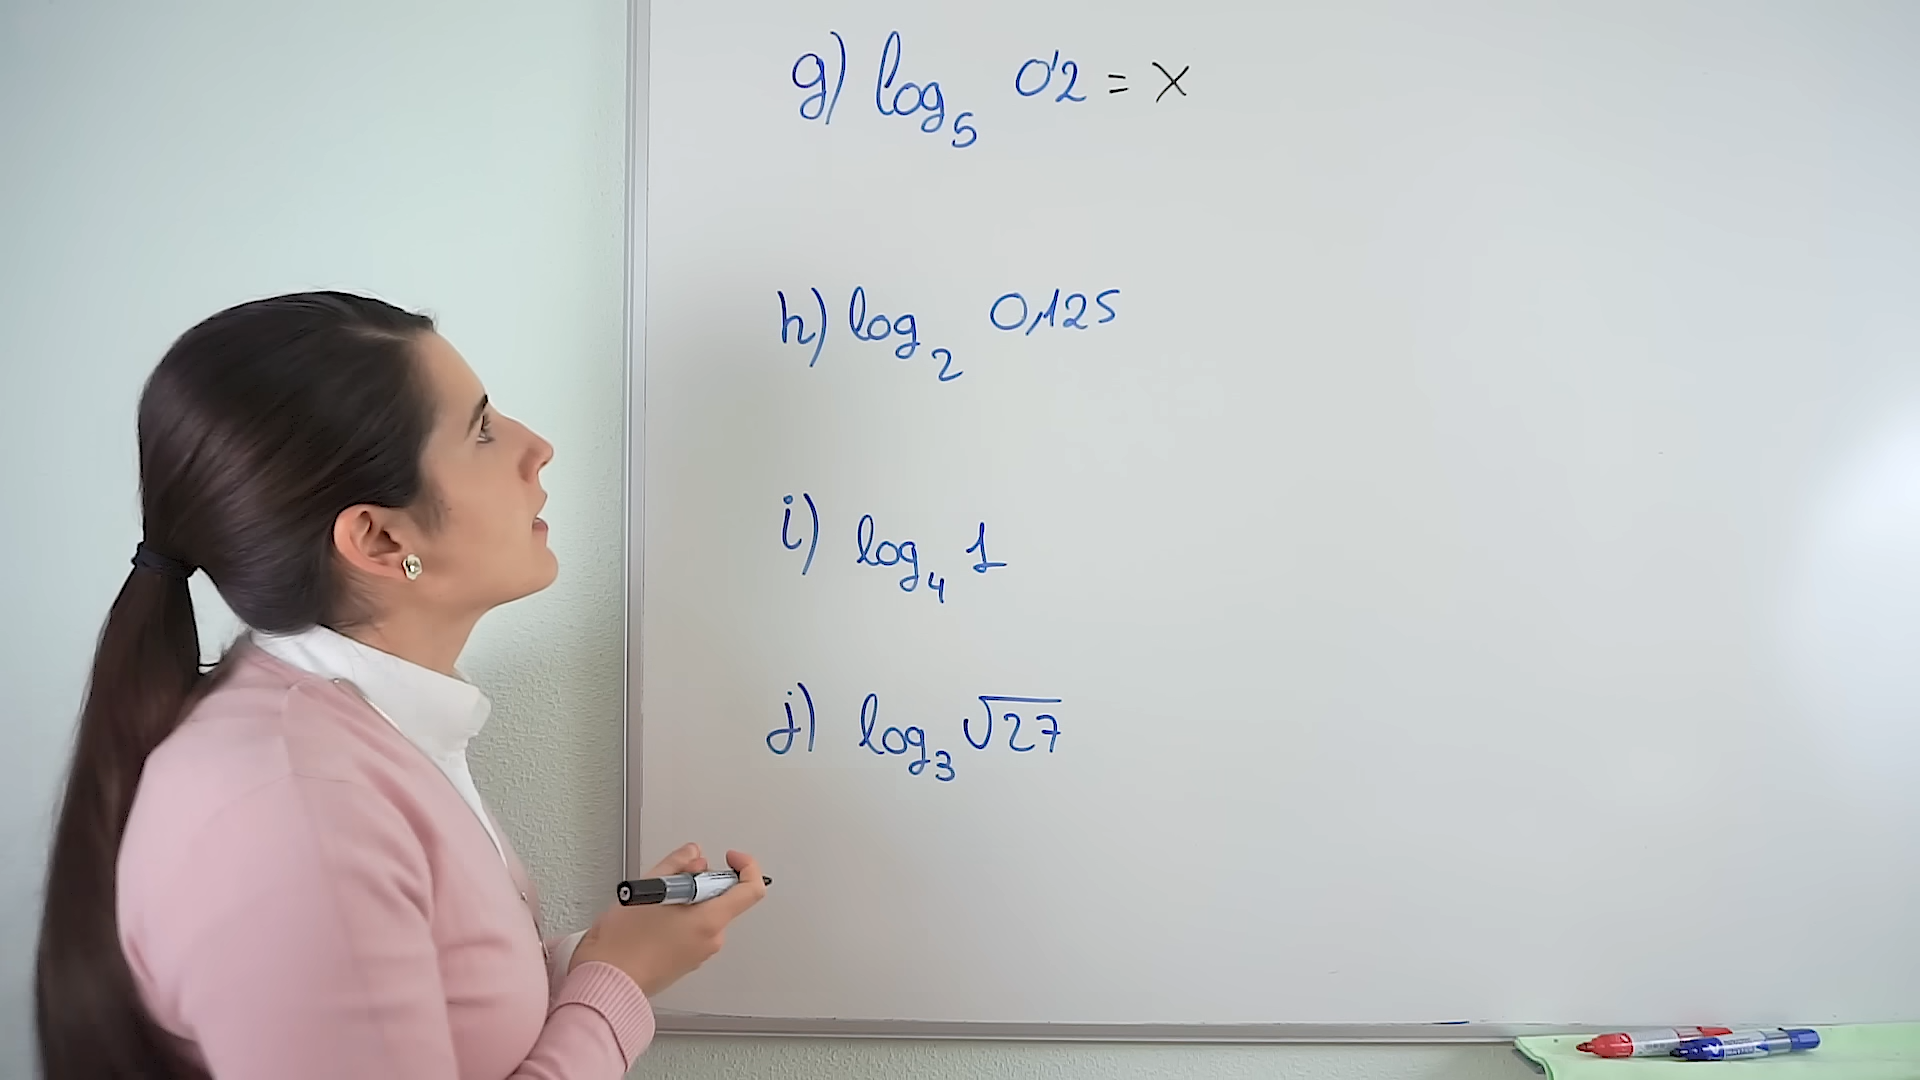 g) log₅ 0'2 = x
h) log₂ 0,125
i) log₄ 1
j) log₃ √27